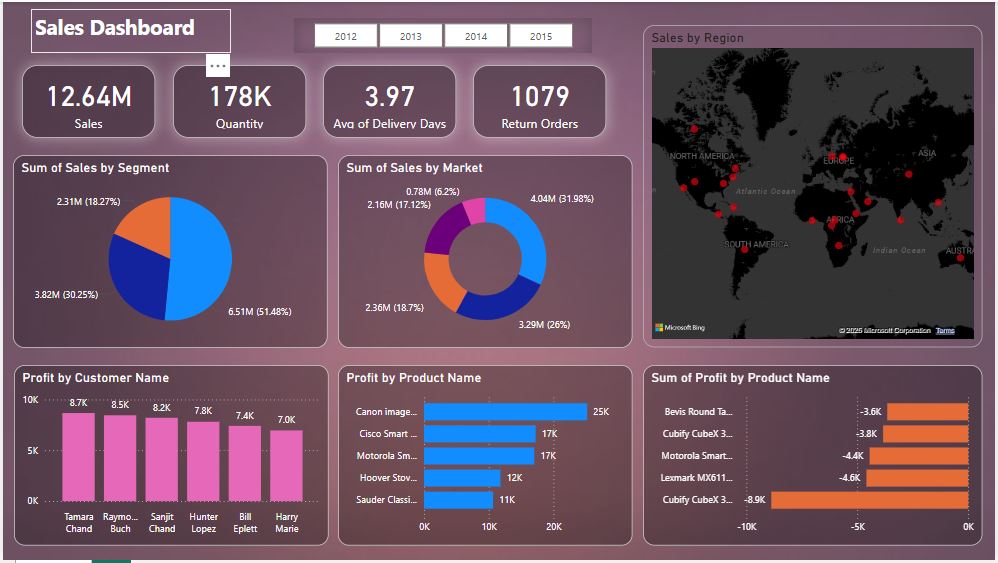 Sales Dashboard
2012
2013
2014
2015
12.64M
Sales
178K
Quantity
3.97
Avg of Delivery Days
1079
Return Orders
Sales by Region
NORTH AMERICA
EUROPE
ASIA
Atlantic Ocean
AFRICA
SOUTH AMERICA
Indian Ocean
AUSTRA
Microsoft Bing
© 2025 Microsoft Corporation
Terms
Sum of Sales by Segment
2.31M (18.27%)
3.82M (30.25%)
6.51M (51.48%)
Sum of Sales by Market
0.78M (6.2%)
2.16M (17.12%)
4.04M (31.98%)
2.36M (18.7%)
3.29M (26%)
Profit by Customer Name
10K
5K
0K
8.7K
8.5K
8.2K
7.8K
7.4K
7.0K
Tamara
Chand
Raymo...
Buch
Sanjit
Chand
Hunter
Lopez
Bill
Eplett
Harry
Marie
Profit by Product Name
Canon image...
25K
Cisco Smart ...
17K
Motorola Sm...
17K
Hoover Stov...
12K
Sauder Classi...
11K
0K
10K
20K
Sum of Profit by Product Name
Bevis Round Ta...
-3.6K
Cubify CubeX 3...
-3.8K
Motorola Smart...
-4.4K
Lexmark MX611...
-4.6K
Cubify CubeX 3...
-8.9K
-10K
-5K
0K